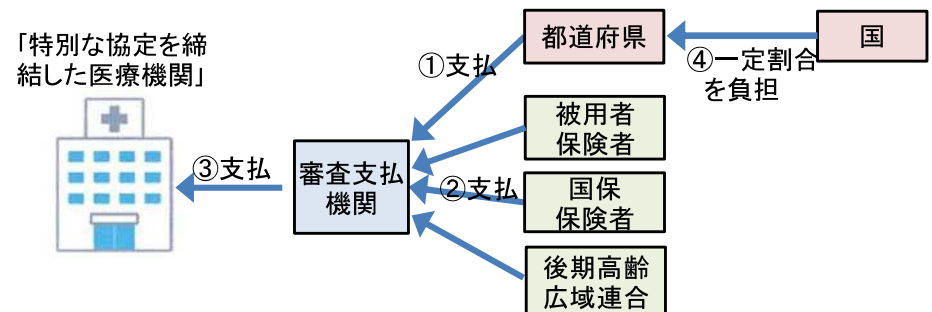 「特別な協定を締
結した医療機関」
③支払
審査支払
機関
①支払
②支払
都道府県
国
④一定割合
を負担
被用者
保険者
国保
保険者
後期高齢
広域連合